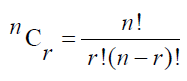 ⁿCᵣ = n! / r!(n − r)!